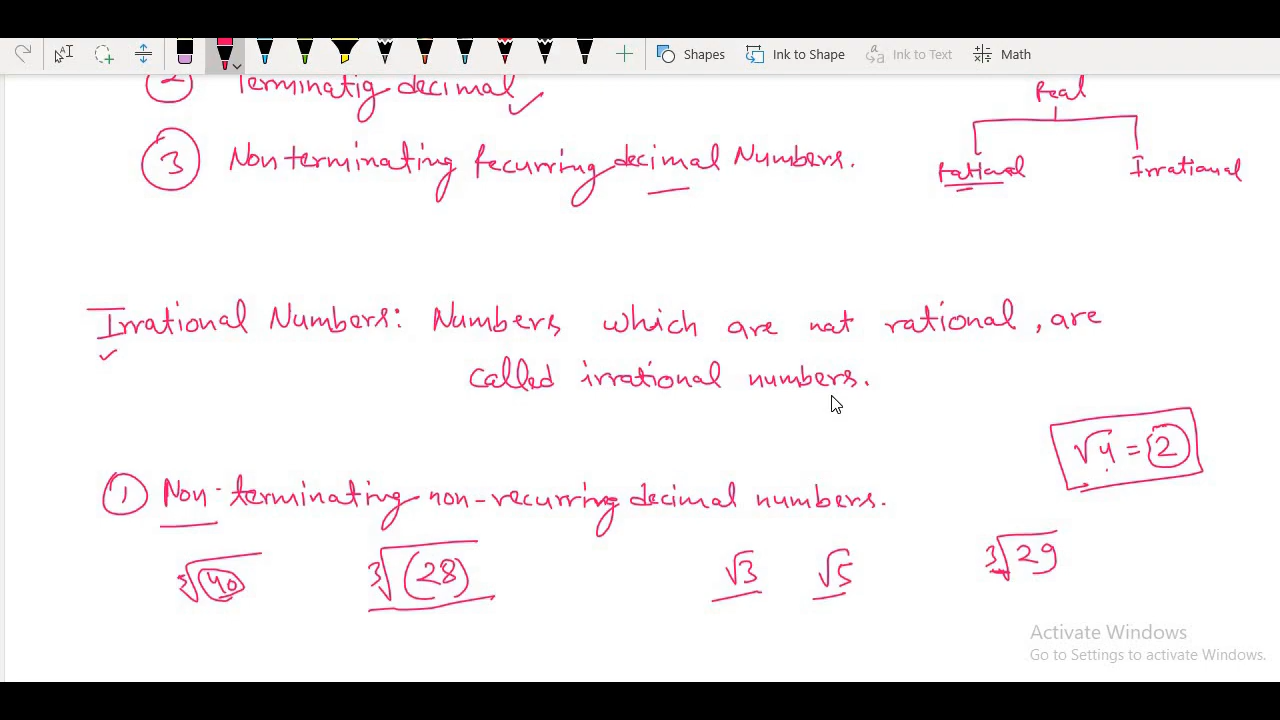 Shapes Ink to Shape Ink to Text Math
② Terminatig decimal ✓
Real
③ Non terminating recurring decimal Numbers.
Rational Irrational
Irrational Numbers: Numbers which are not rational, are
called irrational numbers.
√4 = 2
① Non-terminating non-recurring decimal numbers.
∛(40) ∛(28) √3 √5 ∛29
Activate Windows
Go to Settings to activate Windows.